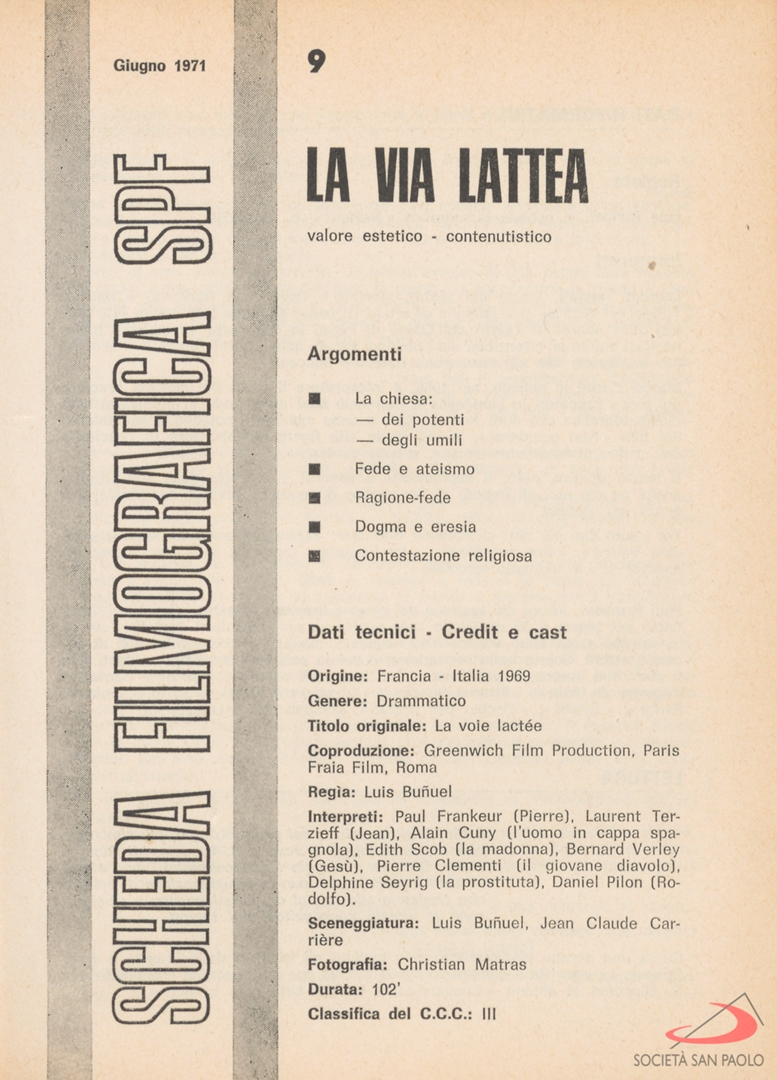 Giugno 1971
9
SCHEDA FILMOGRAFICA SPF
LA VIA LATTEA
valore estetico - contenutistico
Argomenti
■ La chiesa:
— dei potenti
— degli umili
■ Fede e ateismo
■ Ragione-fede
■ Dogma e eresia
■ Contestazione religiosa
Dati tecnici - Credit e cast
Origine: Francia - Italia 1969
Genere: Drammatico
Titolo originale: La voie lactée
Coproduzione: Greenwich Film Production, Paris
Fraia Film, Roma
Regìa: Luis Buñuel
Interpreti: Paul Frankeur (Pierre), Laurent Ter-
zieff (Jean), Alain Cuny (l'uomo in cappa spa-
gnola), Edith Scob (la madonna), Bernard Verley
(Gesù), Pierre Clementi (il giovane diavolo),
Delphine Seyrig (la prostituta), Daniel Pilon (Ro-
dolfo).
Sceneggiatura: Luis Buñuel, Jean Claude Car-
rière
Fotografia: Christian Matras
Durata: 102'
Classifica del C.C.C.: III
SOCIETÀ SAN PAOLO